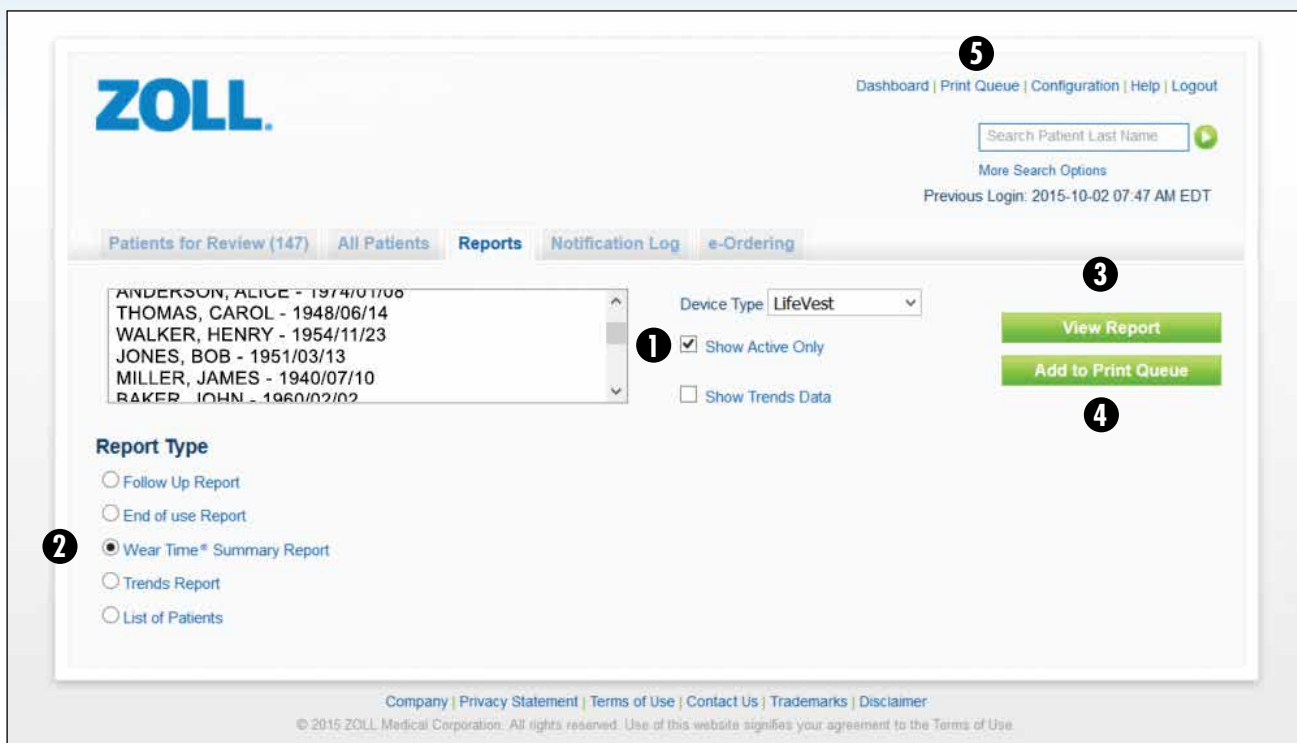 5
ZOLL.
Dashboard | Print Queue | Configuration | Help | Logout
Search Patient Last Name
More Search Options
Previous Login: 2015-10-02 07:47 AM EDT
Patients for Review (147) All Patients Reports Notification Log e-Ordering
3
ANDERSON, ALICE - 1974/01/08
THOMAS, CAROL - 1948/06/14
WALKER, HENRY - 1954/11/23
JONES, BOB - 1951/03/13
MILLER, JAMES - 1940/07/10
BAKER, JOHN - 1960/02/02
Device Type LifeVest
1 Show Active Only
Show Trends Data
View Report
Add to Print Queue
4
Report Type
Follow Up Report
End of use Report
2 Wear Time® Summary Report
Trends Report
List of Patients
Company | Privacy Statement | Terms of Use | Contact Us | Trademarks | Disclaimer
© 2015 ZOLL Medical Corporation. All rights reserved. Use of this website signifies your agreement to the Terms of Use.